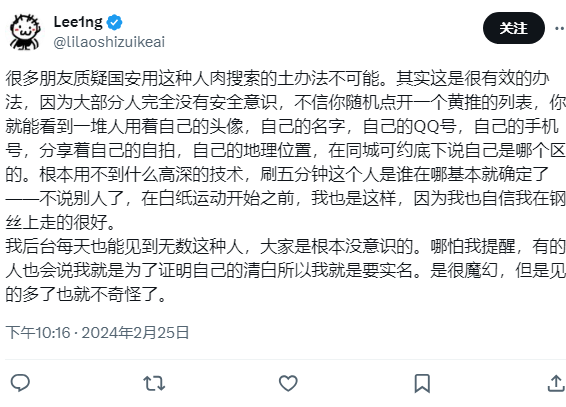 Lee1ng
@lilaoshizuikeai
关注
很多朋友质疑国安用这种人肉搜索的土办法不可能。其实这是很有效的办
法，因为大部分人完全没有安全意识，不信你随机点开一个黄推的列表，你
就能看到一堆人用着自己的头像，自己的名字，自己的QQ号，自己的手机
号，分享着自己的自拍，自己的地理位置，在同城可约底下说自己是哪个区
的。根本用不到什么高深的技术，刷五分钟这个人是谁在哪基本就确定了
——不说别人了，在白纸运动开始之前，我也是这样，因为我也自信我在钢
丝上走的很好。
我后台每天也能见到无数这种人，大家是根本没意识的。哪怕我提醒，有的
人也会说我就是为了证明自己的清白所以我就是要实名。是很魔幻，但是见
的多了也就不奇怪了。
下午10:16 · 2024年2月25日